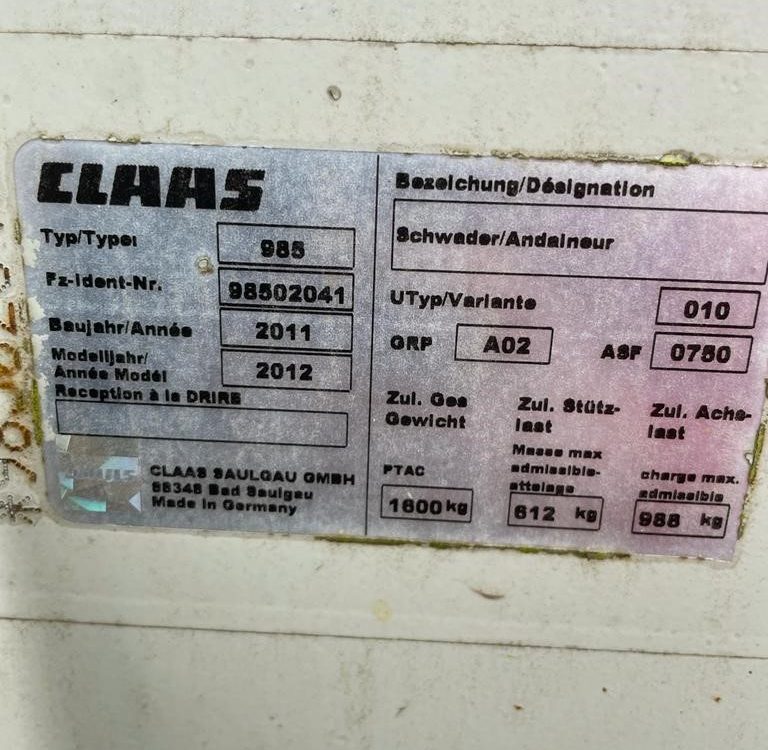 CLAAS
Typ/Type: 985
Fz-Ident-Nr. 98502041
Baujahr/Année 2011
Modelljahr/
Année Modél 2012
Reception à la DRIRE
CLAAS SAULGAU GMBH
88348 Bad Saulgau
Made in Germany
Bezeichung/Désignation
Schwader/Andaineur
UTyp/Variante 010
GRP A02 ASF 0750
Zul. Ges
Gewicht
PTAC
1600 kg
Zul. Stütz-
last
Masse max
admissible-
attelage
612 kg
Zul. Achs-
last
charge max.
admissible
988 kg